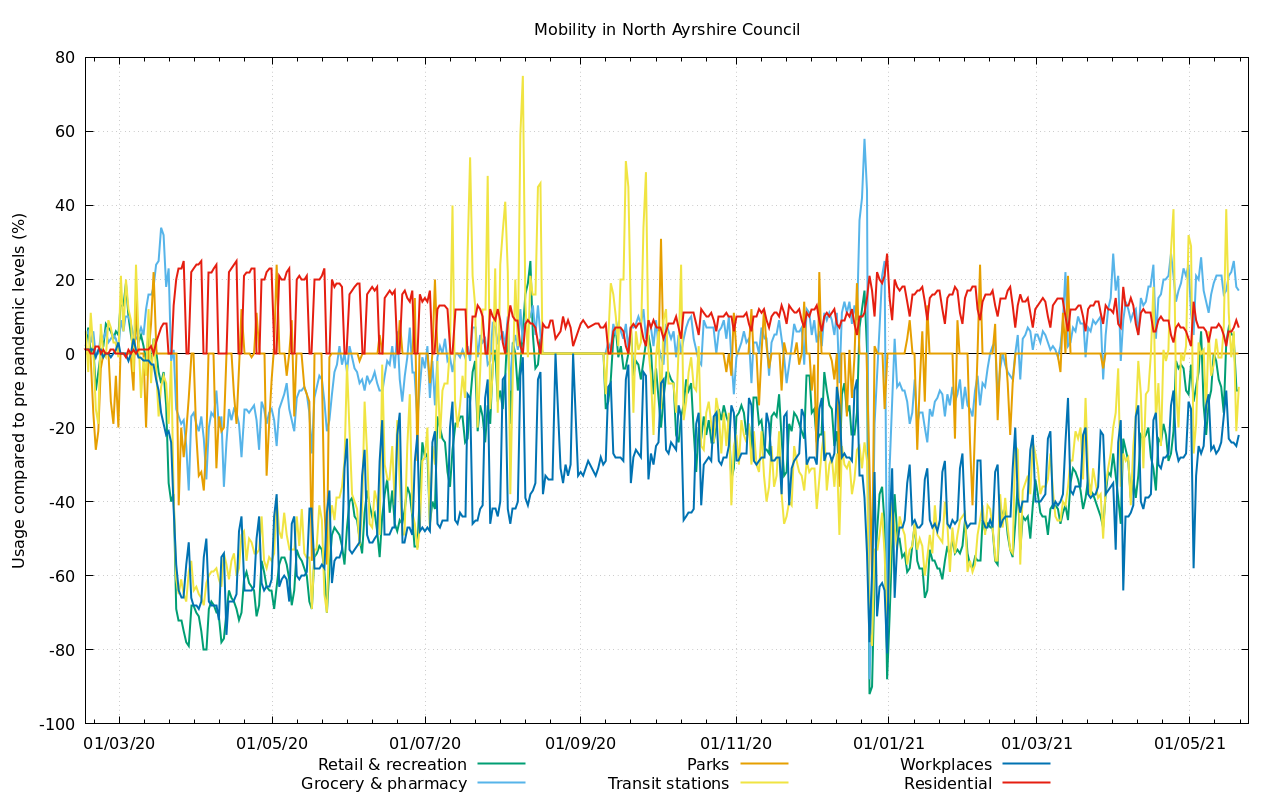 Mobility in North Ayrshire Council
Usage compared to pre pandemic levels (%)
80
60
40
20
0
-20
-40
-60
-80
-100
01/03/20 01/05/20 01/07/20 01/09/20 01/11/20 01/01/21 01/03/21 01/05/21
Retail & recreation Parks Workplaces
Grocery & pharmacy Transit stations Residential